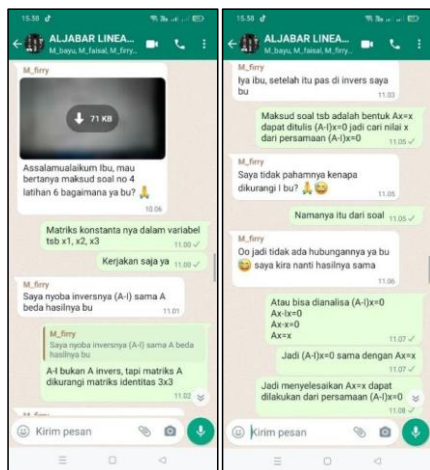 15.38
ALJABAR LINEA...
M_bayu, M_faisal, M_firry..
M_firry
71 KB
Assalamualaikum Ibu, mau
bertanya maksud soal no 4
latihan 6 bagaimana ya bu? 🙏
10.06
Matriks konstanta nya dalam variabel
tsb x1, x2, x3
11.00
Kerjakan saja ya
11.00
M_firry
Saya nyoba inversnya (A-I) sama A
beda hasilnya bu
11.01
M_firry
Saya nyoba inversnya (A-I) sama A beda
hasilnya bu
A-I bukan A invers, tapi matriks A
dikurangi matriks identitas 3x3
11.02
Kirim pesan
15.38
ALJABAR LINEA...
M_bayu, M_faisal, M_firry..
M_firry
Iya ibu, setelah itu pas di invers saya
bu
11.03
Maksud soal tsb adalah bentuk Ax=x
dapat ditulis (A-I)x=0 jadi cari nilai x
dari persamaan (A-I)x=0
11.05
M_firry
Saya tidak pahamnya kenapa
dikurangi I bu? 🙏😅
11.05
Namanya itu dari soal
11.05
M_firry
Oo jadi tidak ada hubungannya ya bu
😅 saya kira nanti hasilnya sama
11.06
Atau bisa dianalisa (A-I)x=0
Ax-Ix=0
Ax-x=0
Ax=x
11.07
Jadi (A-I)x=0 sama dengan Ax=x
11.07
Jadi menyelesaikan Ax=x dapat
dilakukan dari persamaan (A-I)x=0
11.08
Kirim pesan